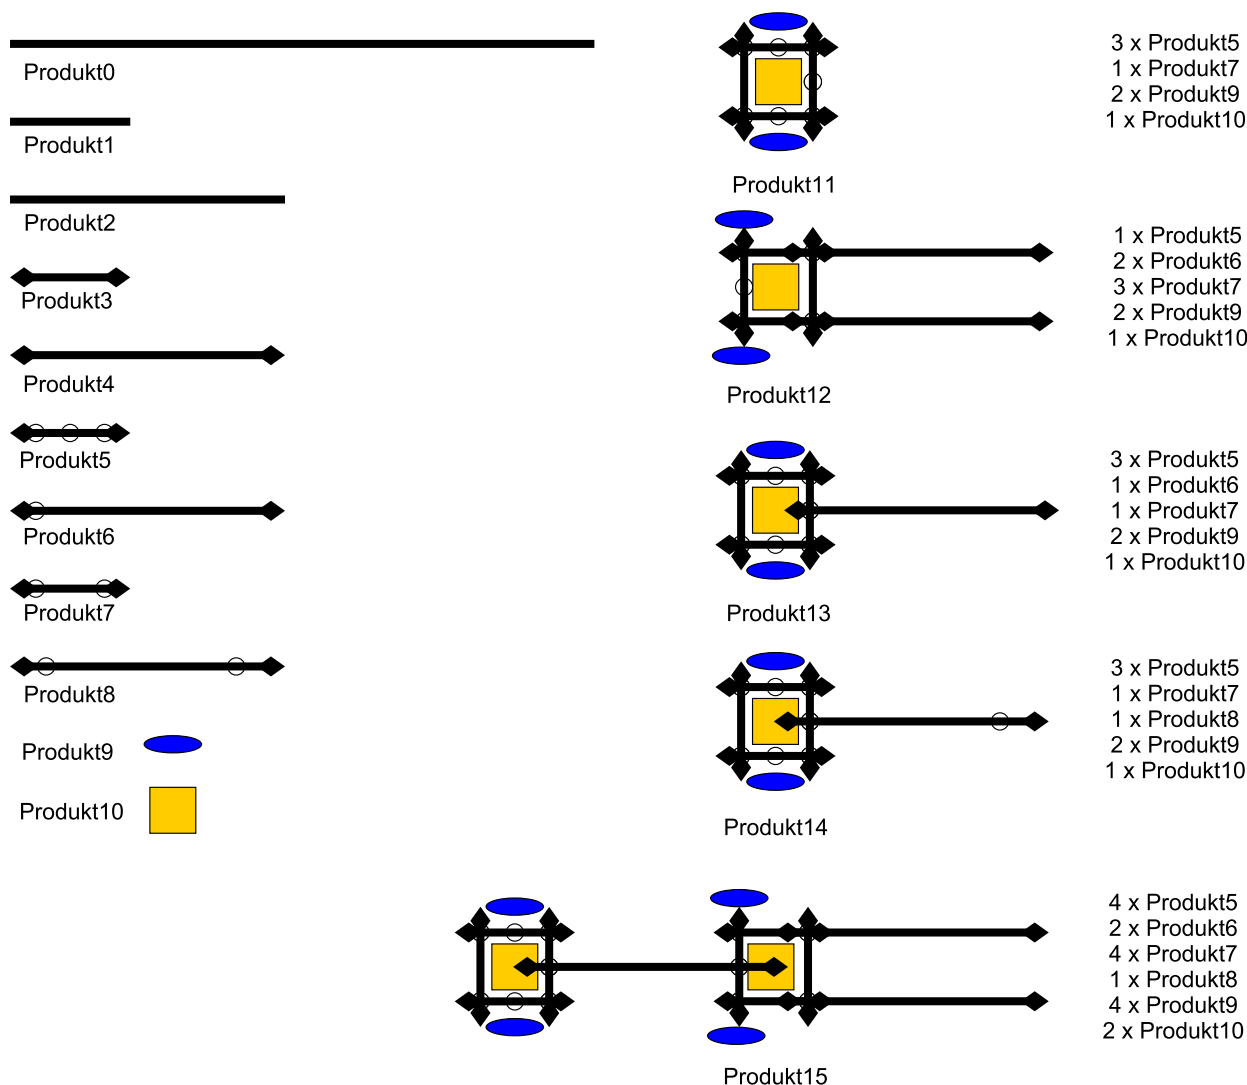 Produkt0
Produkt1
Produkt2
Produkt3
Produkt4
Produkt5
Produkt6
Produkt7
Produkt8
Produkt9
Produkt10
3 x Produkt5
1 x Produkt7
2 x Produkt9
1 x Produkt10
Produkt11
1 x Produkt5
2 x Produkt6
3 x Produkt7
2 x Produkt9
1 x Produkt10
Produkt12
3 x Produkt5
1 x Produkt6
1 x Produkt7
2 x Produkt9
1 x Produkt10
Produkt13
3 x Produkt5
1 x Produkt7
1 x Produkt8
2 x Produkt9
1 x Produkt10
Produkt14
4 x Produkt5
2 x Produkt6
4 x Produkt7
1 x Produkt8
4 x Produkt9
2 x Produkt10
Produkt15